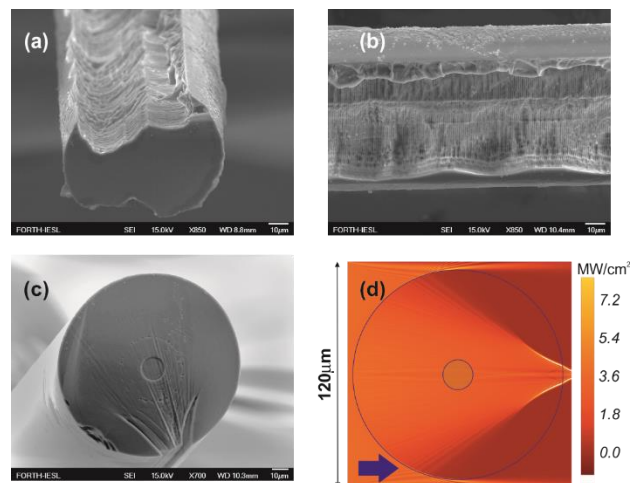 (a)
FORTH-IESL SEI 15.0kV X850 WD 8.8mm 10µm
(b)
FORTH-IESL SEI 15.0kV X850 WD 10.4mm 10µm
(c)
FORTH-IESL SEI 15.0kV X700 WD 10.3mm 10µm
(d)
120µm
MW/cm²
7.2
5.4
3.6
1.8
0.0